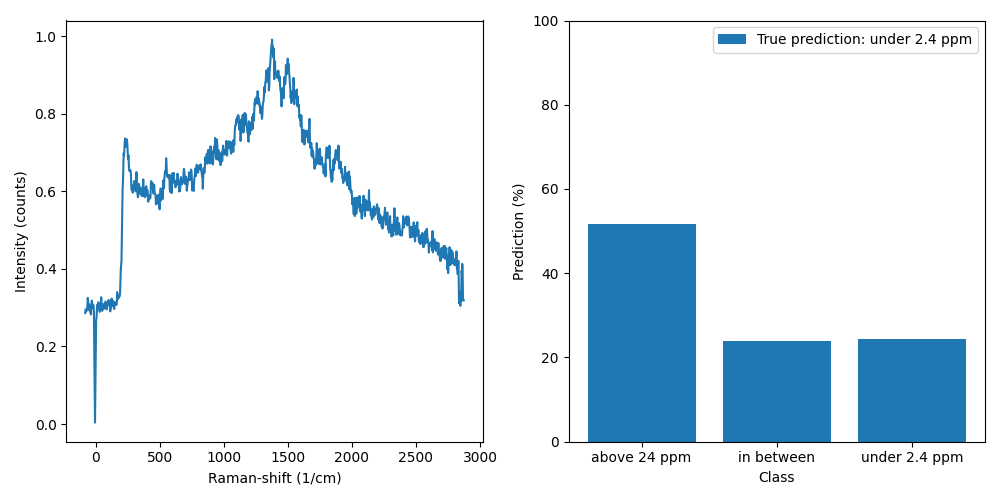 1.0
0.8
0.6
0.4
0.2
0.0
Intensity (counts)
0
500
1000
1500
2000
2500
3000
Raman-shift (1/cm)
100
80
60
40
20
0
Prediction (%)
True prediction: under 2.4 ppm
above 24 ppm
in between
under 2.4 ppm
Class